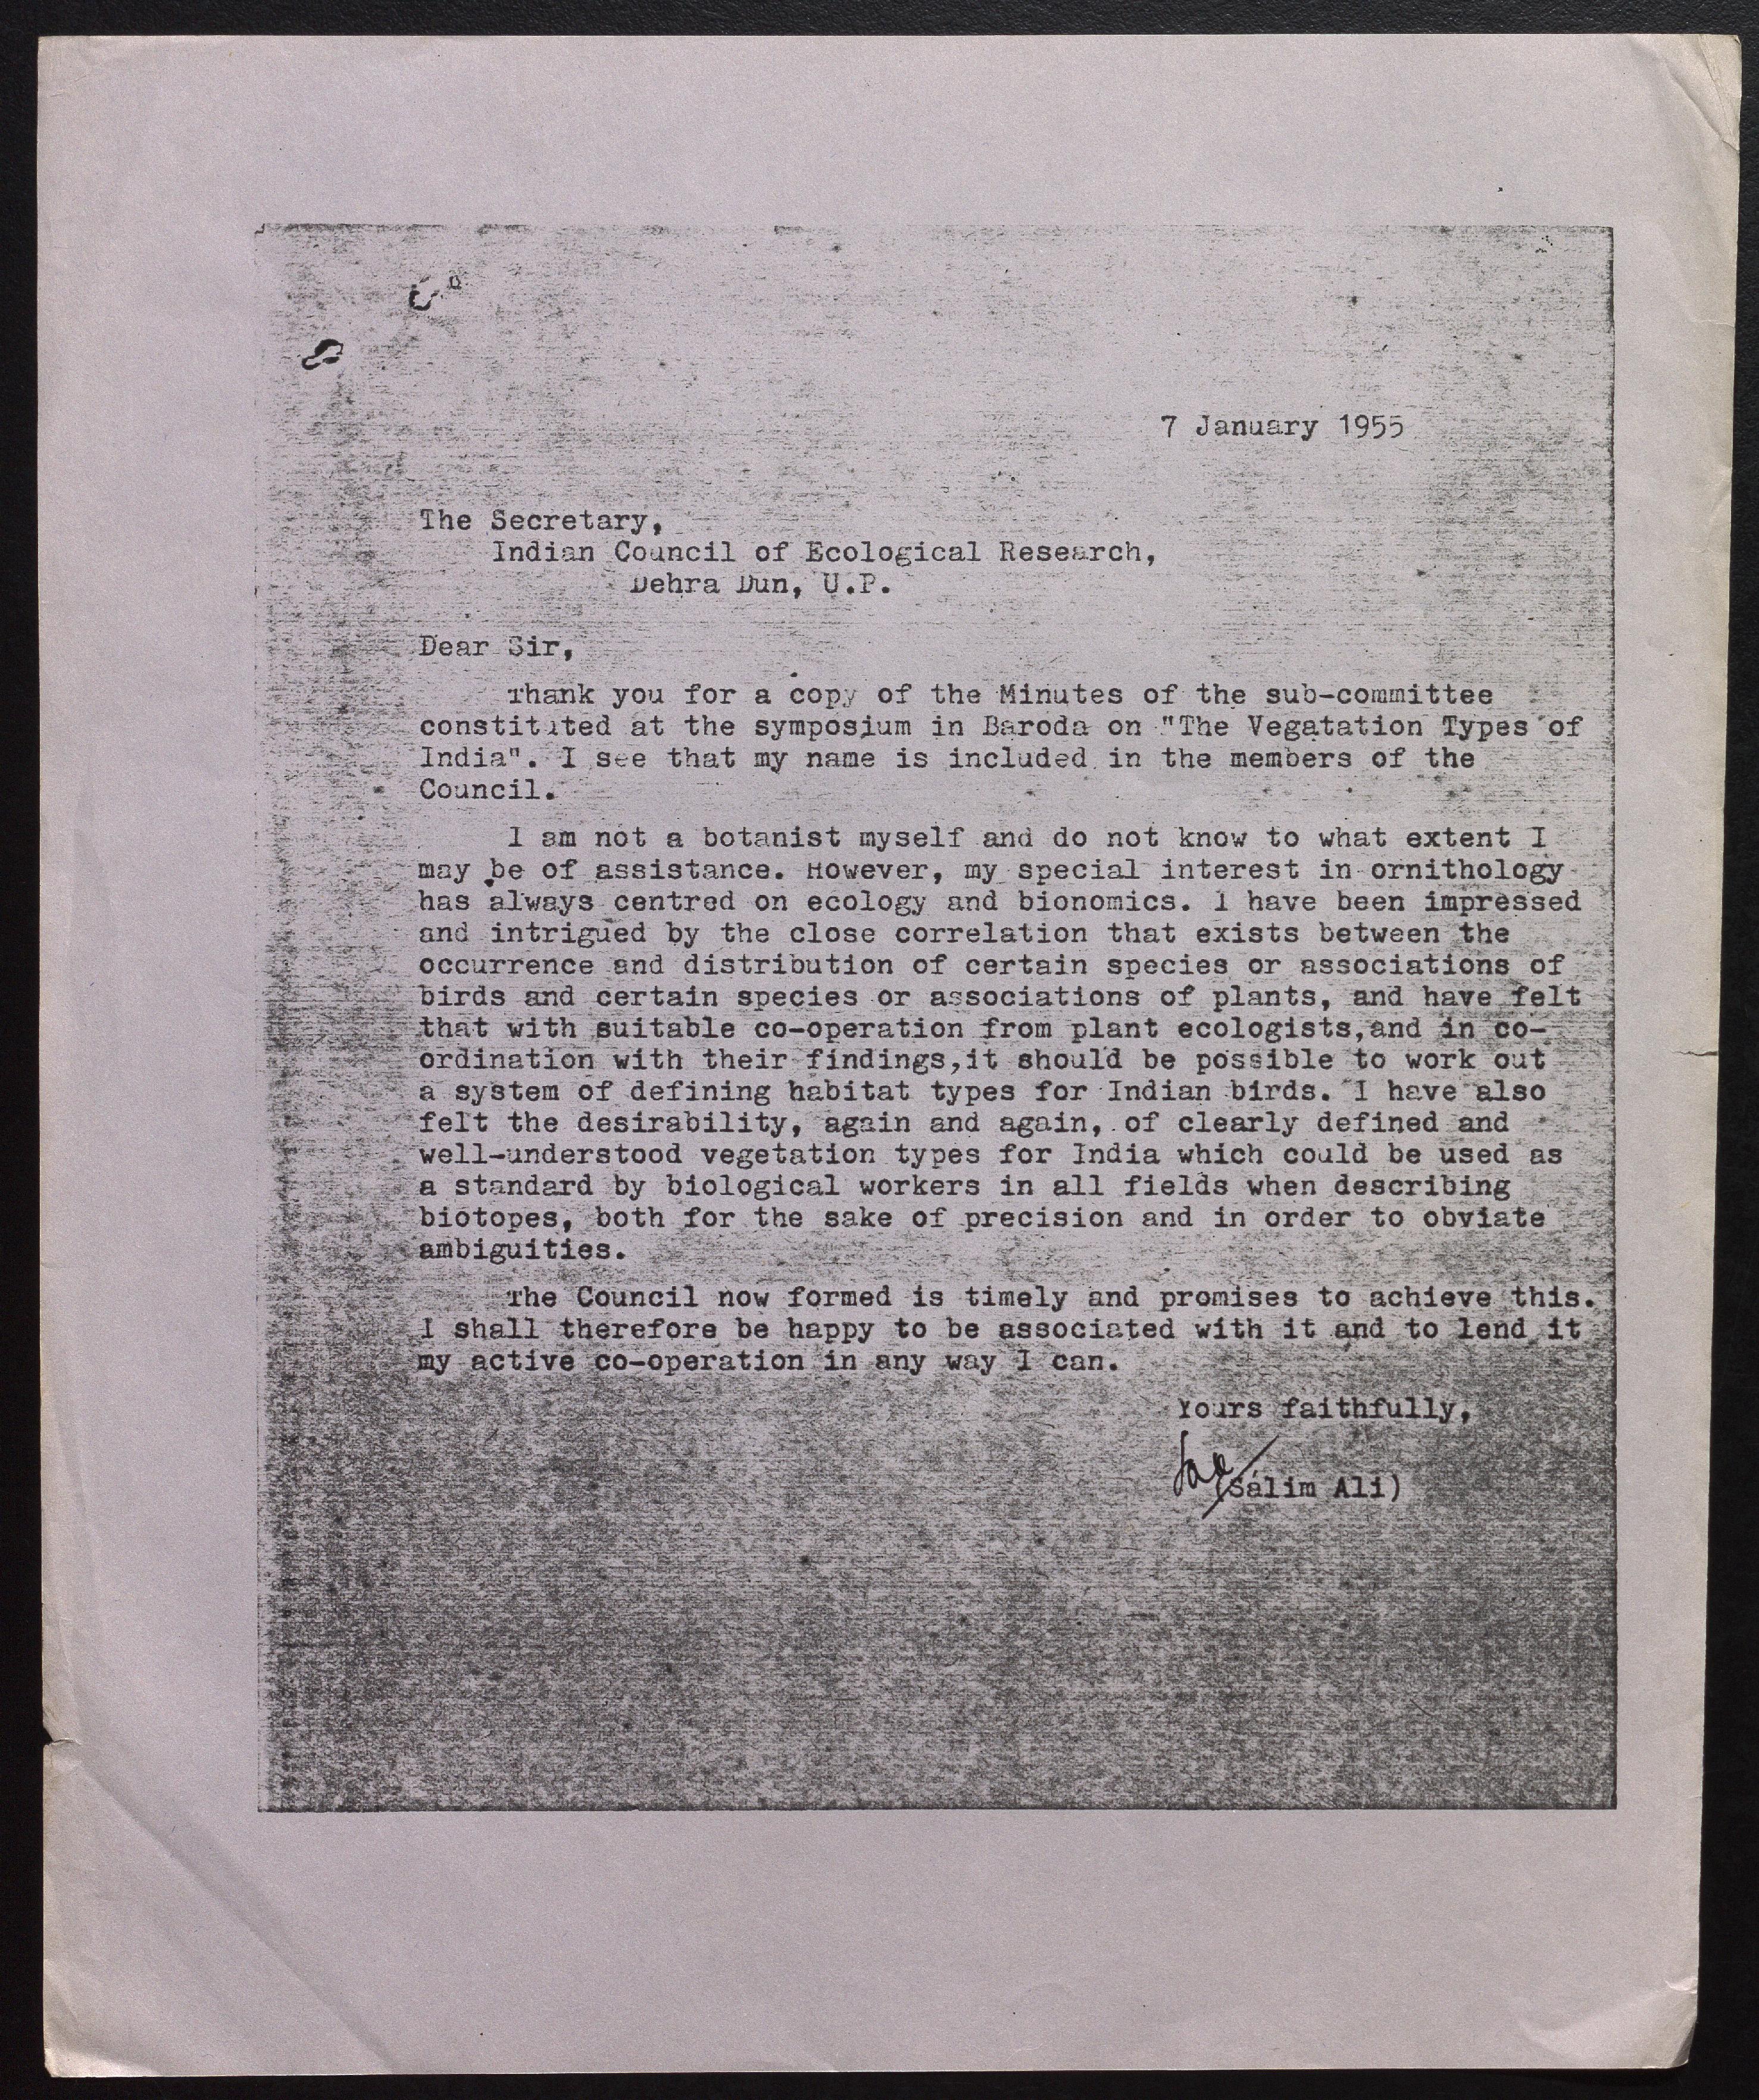 7 January 1955
The Secretary,
Indian Council of Ecological Research,
Dehra Dun, U.P.
Dear Sir,
Thank you for a copy of the Minutes of the sub-committee
constituted at the symposium in Baroda on "The Vegatation Types of
India". I see that my name is included in the members of the
Council.
I am not a botanist myself and do not know to what extent I
may be of assistance. However, my special interest in ornithology
has always centred on ecology and bionomics. I have been impressed
and intrigued by the close correlation that exists between the
occurrence and distribution of certain species or associations of
birds and certain species or associations of plants, and have felt
that with suitable co-operation from plant ecologists,and in co-
ordination with their findings,it should be possible to work out
a system of defining habitat types for Indian birds. I have also
felt the desirability, again and again, of clearly defined and
well-understood vegetation types for India which could be used as
a standard by biological workers in all fields when describing
biotopes, both for the sake of precision and in order to obviate
ambiguities.
The Council now formed is timely and promises to achieve this.
I shall therefore be happy to be associated with it and to lend it
my active co-operation in any way I can.
Yours faithfully,
(Sálim Ali)